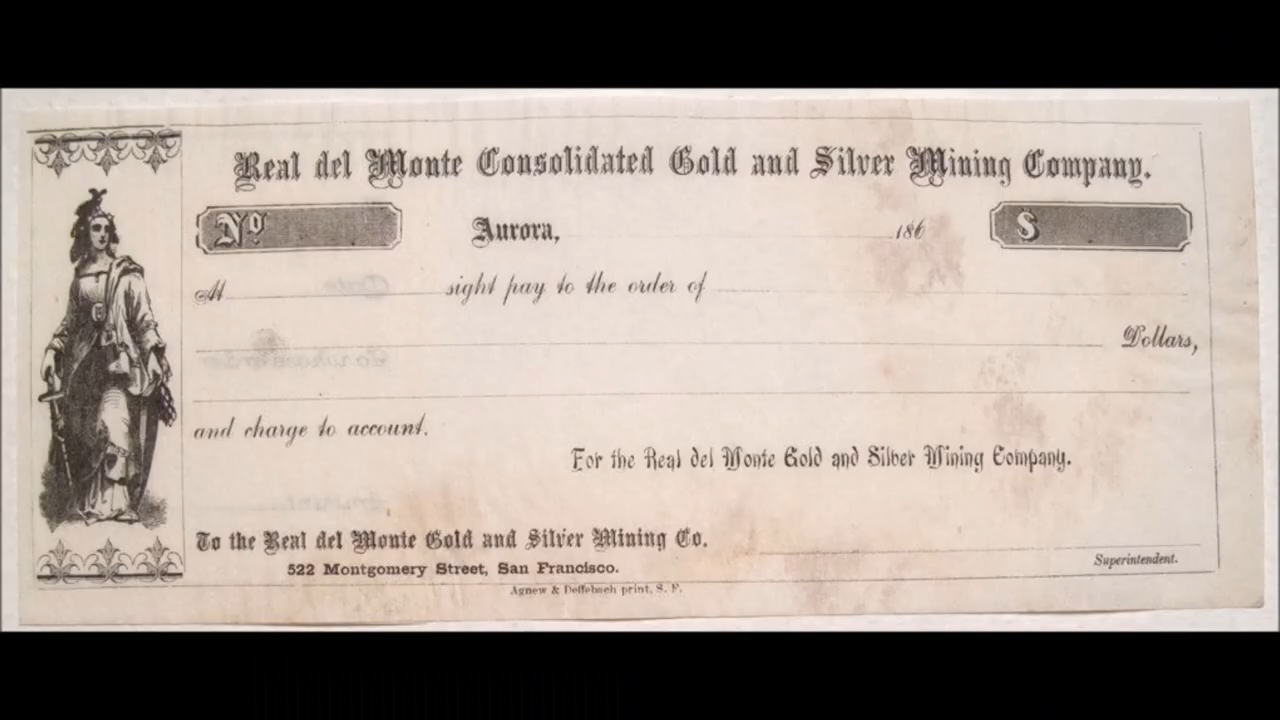 Real del Monte Consolidated Gold and Silver Mining Company.
No. Aurora, 186 $
At sight pay to the order of
Dollars,
and charge to account.
For the Real del Monte Gold and Silver Mining Company.
To the Real del Monte Gold and Silver Mining Co.
522 Montgomery Street, San Francisco.
Superintendent.
Agnew & Deffebach print, S. F.